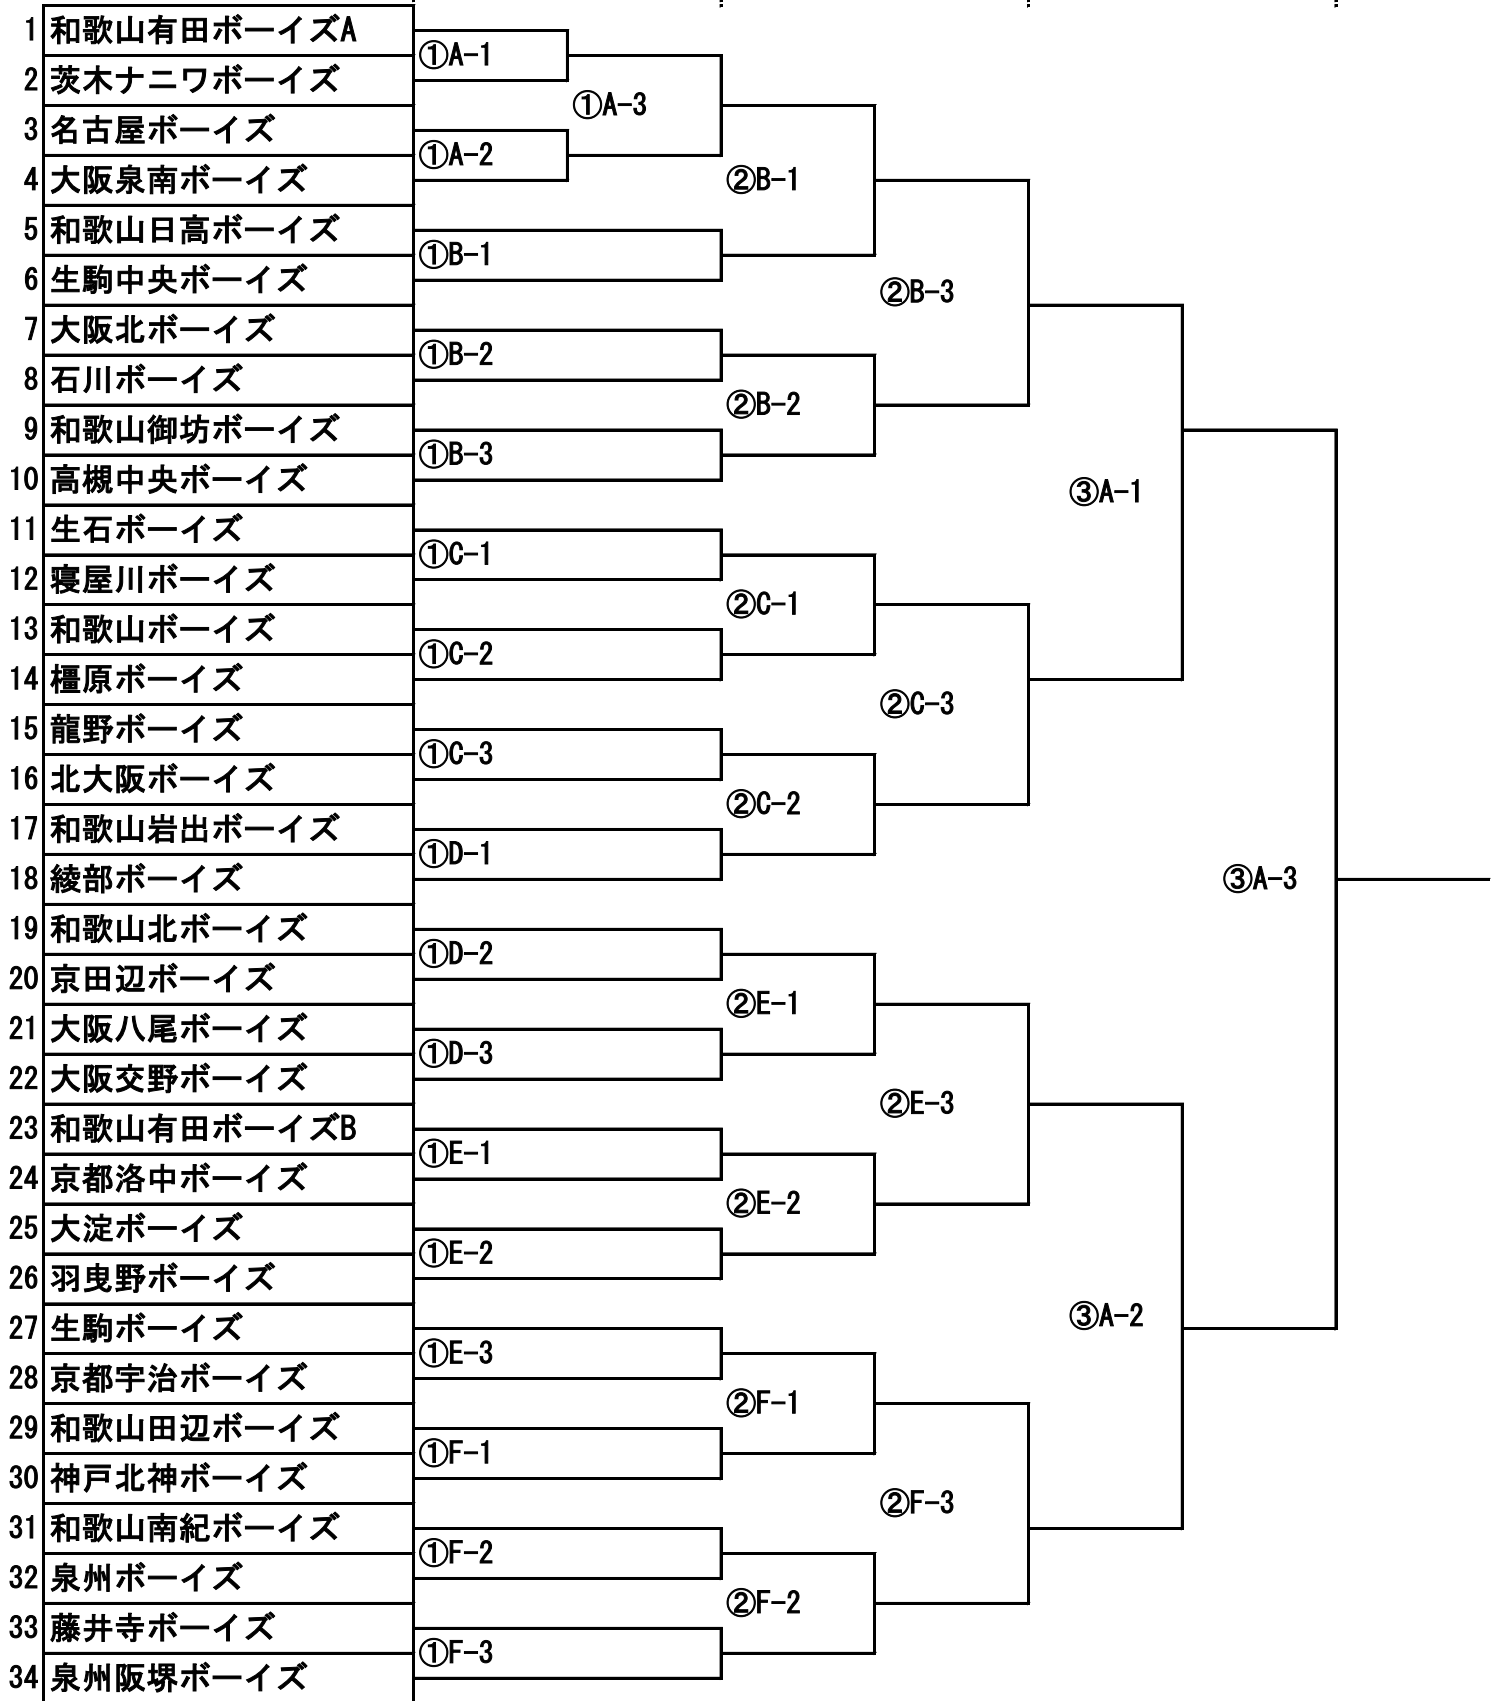 1 和歌山有田ボーイズA
①A-1
2 茨木ナニワボーイズ
①A-3
3 名古屋ボーイズ
①A-2
4 大阪泉南ボーイズ
②B-1
5 和歌山日高ボーイズ
①B-1
6 生駒中央ボーイズ
②B-3
7 大阪北ボーイズ
①B-2
8 石川ボーイズ
②B-2
9 和歌山御坊ボーイズ
①B-3
10 高槻中央ボーイズ
③A-1
11 生石ボーイズ
①C-1
12 寝屋川ボーイズ
②C-1
13 和歌山ボーイズ
①C-2
14 橿原ボーイズ
②C-3
15 龍野ボーイズ
①C-3
16 北大阪ボーイズ
②C-2
17 和歌山岩出ボーイズ
①D-1
18 綾部ボーイズ
③A-3
19 和歌山北ボーイズ
①D-2
20 京田辺ボーイズ
②E-1
21 大阪八尾ボーイズ
①D-3
22 大阪交野ボーイズ
②E-3
23 和歌山有田ボーイズB
①E-1
24 京都洛中ボーイズ
②E-2
25 大淀ボーイズ
①E-2
26 羽曳野ボーイズ
③A-2
27 生駒ボーイズ
①E-3
28 京都宇治ボーイズ
②F-1
29 和歌山田辺ボーイズ
①F-1
30 神戸北神ボーイズ
②F-3
31 和歌山南紀ボーイズ
①F-2
32 泉州ボーイズ
②F-2
33 藤井寺ボーイズ
①F-3
34 泉州阪堺ボーイズ